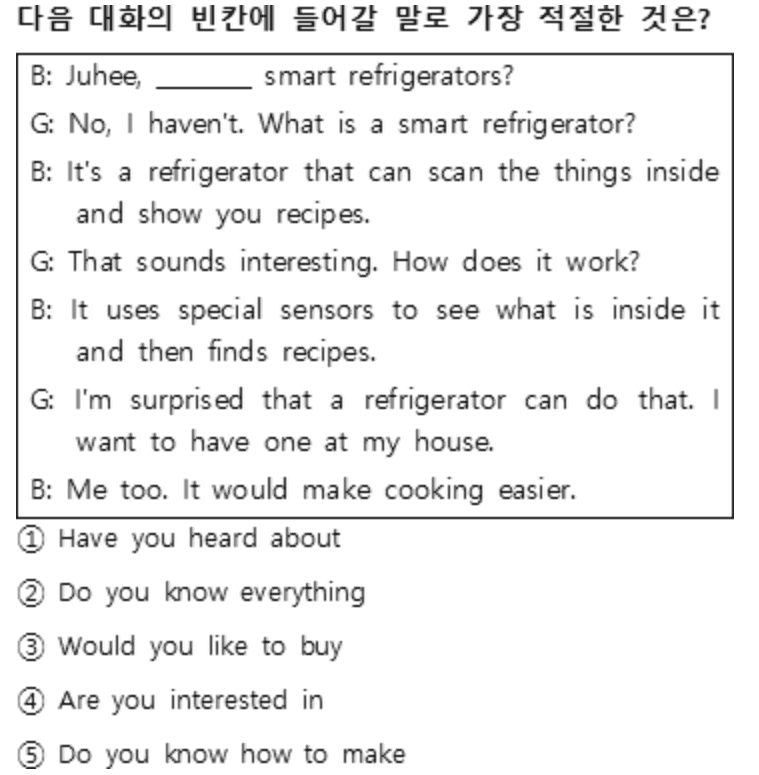 다음 대화의 빈칸에 들어갈 말로 가장 적절한 것은?
B: Juhee, ________ smart refrigerators?
G: No, I haven't. What is a smart refrigerator?
B: It's a refrigerator that can scan the things inside
and show you recipes.
G: That sounds interesting. How does it work?
B: It uses special sensors to see what is inside it
and then finds recipes.
G: I'm surprised that a refrigerator can do that. I
want to have one at my house.
B: Me too. It would make cooking easier.
① Have you heard about
② Do you know everything
③ Would you like to buy
④ Are you interested in
⑤ Do you know how to make